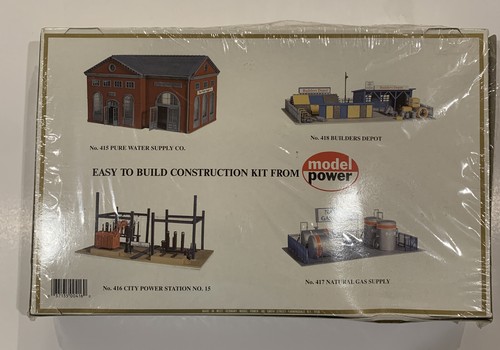 No. 415 PURE WATER SUPPLY CO.
No. 418 BUILDERS DEPOT
EASY TO BUILD CONSTRUCTION KIT FROM
model
power
GAS
No. 416 CITY POWER STATION NO. 15
No. 417 NATURAL GAS SUPPLY